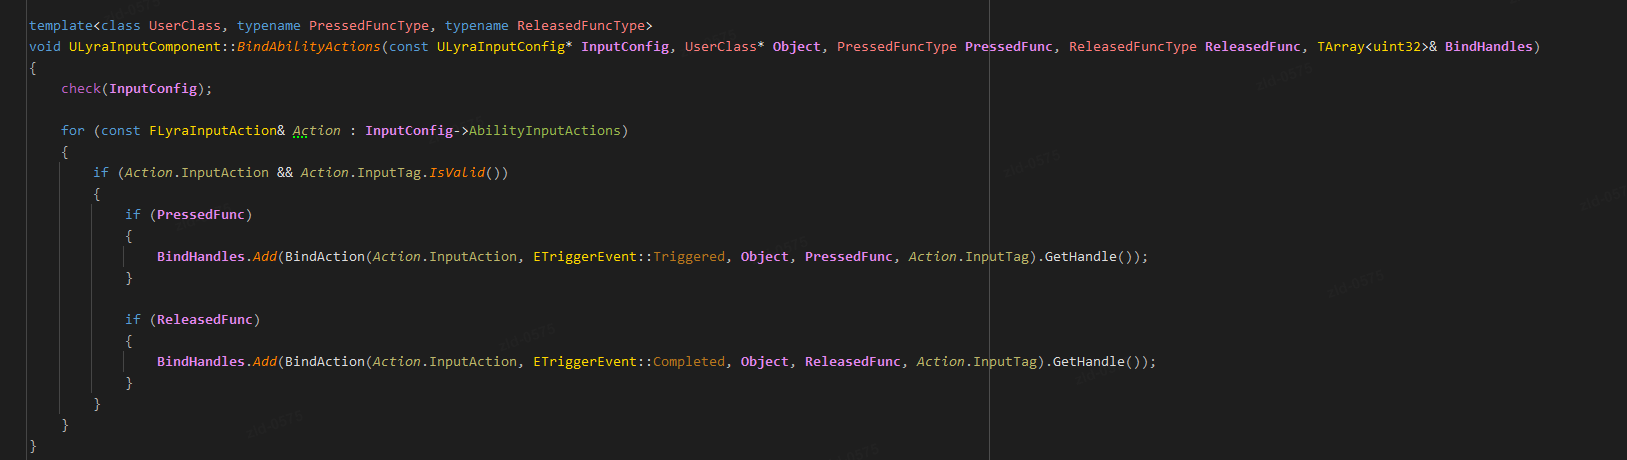 template<class UserClass, typename PressedFuncType, typename ReleasedFuncType>
void ULyraInputComponent::BindAbilityActions(const ULyraInputConfig* InputConfig, UserClass* Object, PressedFuncType PressedFunc, ReleasedFuncType ReleasedFunc, TArray<uint32>& BindHandles)
{
check(InputConfig);
for (const FLyraInputAction& Action : InputConfig->AbilityInputActions)
{
if (Action.InputAction && Action.InputTag.IsValid())
{
if (PressedFunc)
{
BindHandles.Add(BindAction(Action.InputAction, ETriggerEvent::Triggered, Object, PressedFunc, Action.InputTag).GetHandle());
}
if (ReleasedFunc)
{
BindHandles.Add(BindAction(Action.InputAction, ETriggerEvent::Completed, Object, ReleasedFunc, Action.InputTag).GetHandle());
}
}
}
}